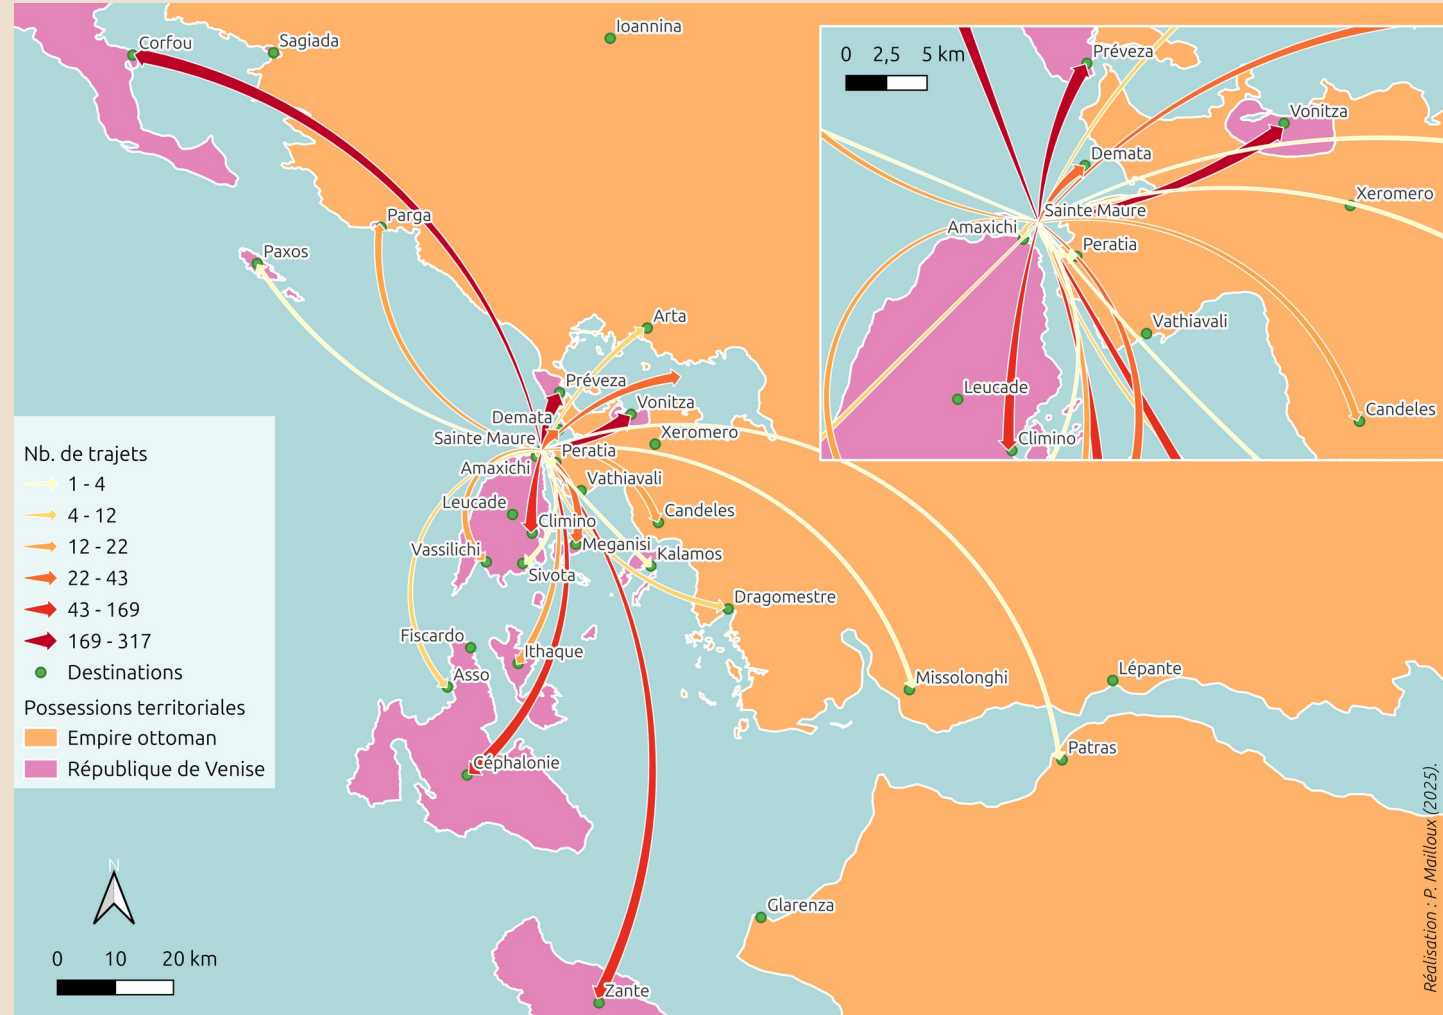 Corfou
Sagiada
Ioannina
Parga
Paxos
Arta
Préveza
Demata
Vonitza
Sainte Maure
Xeromero
Peratia
Amaxichi
Vathiavali
Leucade
Candeles
Climino
Vassilichi
Meganisi
Kalamos
Sivota
Dragomestre
Fiscardo
Ithaque
Asso
Missolonghi
Lépante
Céphalonie
Patras
Glarenza
Zante
0 2,5 5 km
Préveza
Vonitza
Demata
Xeromero
Sainte Maure
Amaxichi
Peratia
Vathiavali
Leucade
Candeles
Climino
Nb. de trajets
1 - 4
4 - 12
12 - 22
22 - 43
43 - 169
169 - 317
Destinations
Possessions territoriales
Empire ottoman
République de Venise
N
0 10 20 km
Réalisation : P. Mailloux (2025).